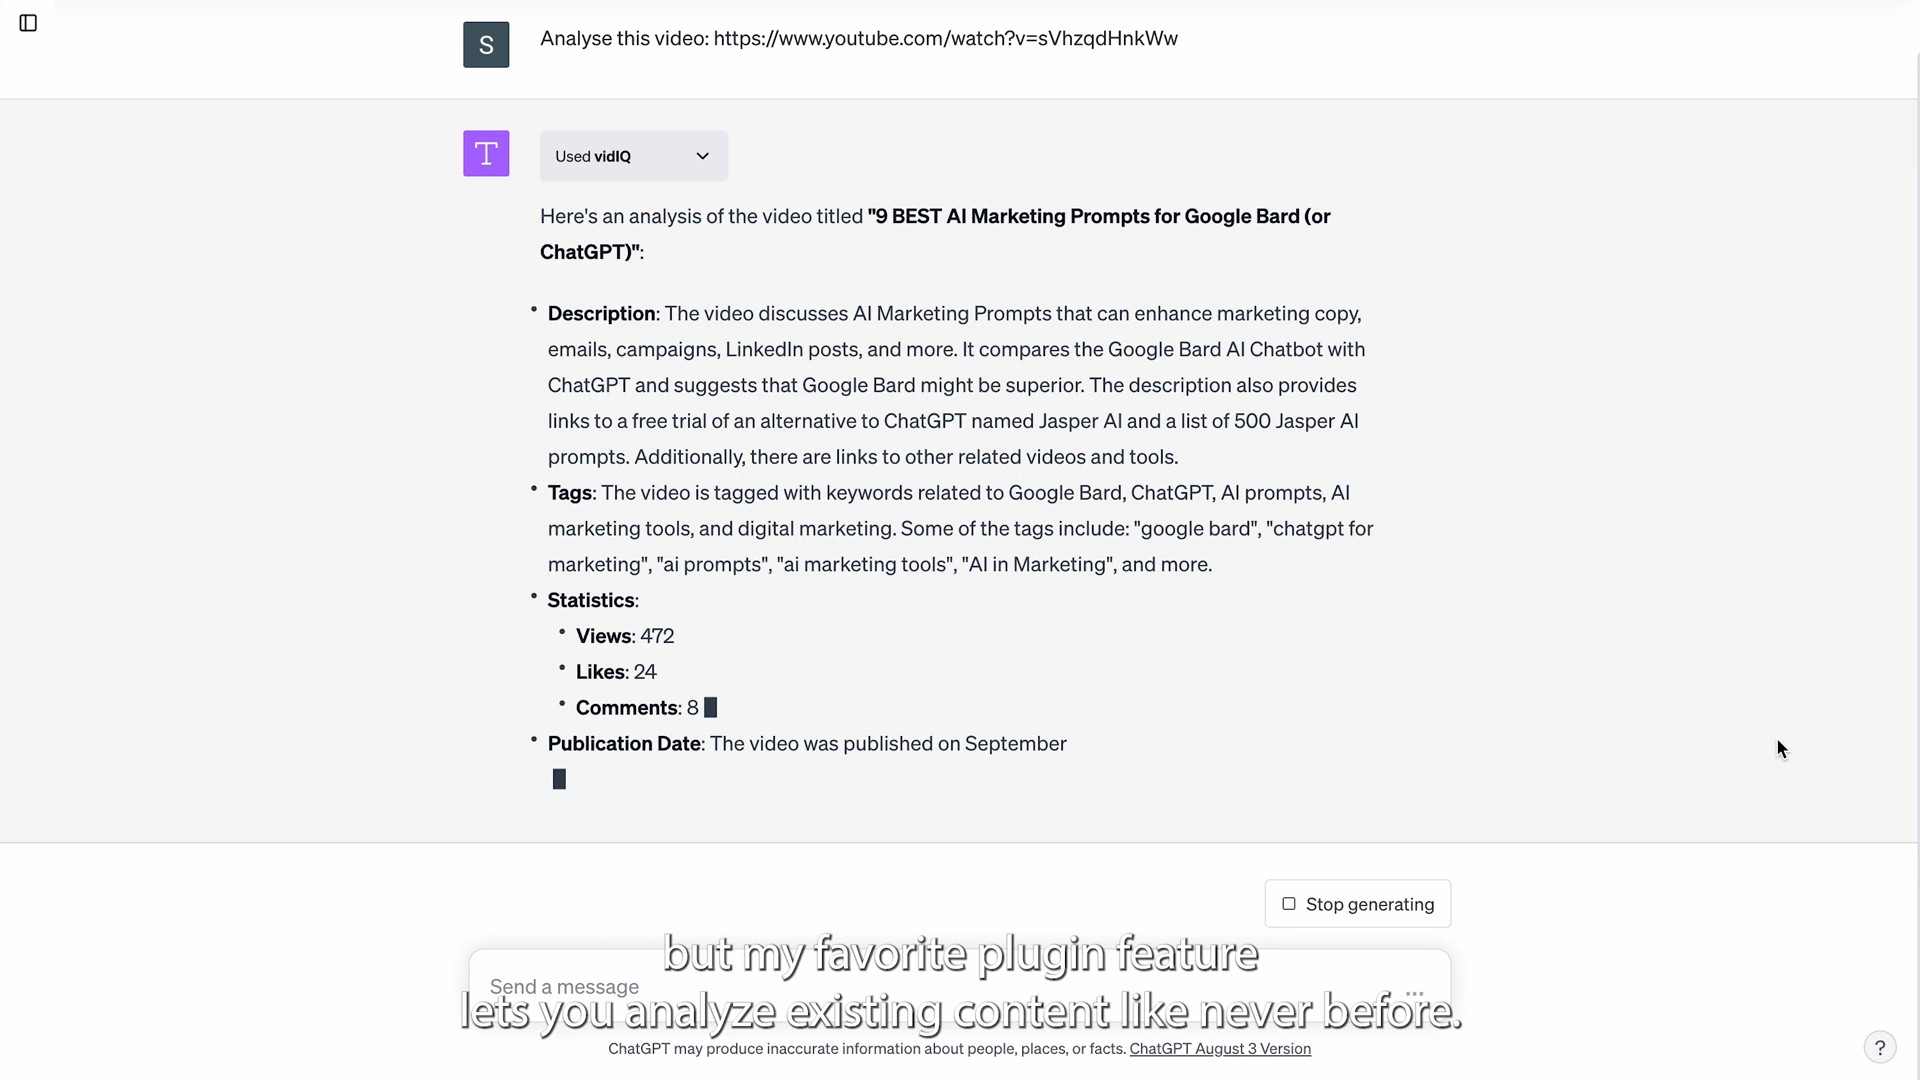 S
Analyse this video: https://www.youtube.com/watch?v=sVhzqdHnkWw
T
Used vidIQ
Here's an analysis of the video titled "9 BEST AI Marketing Prompts for Google Bard (or
ChatGPT)":
• Description: The video discusses AI Marketing Prompts that can enhance marketing copy,
emails, campaigns, LinkedIn posts, and more. It compares the Google Bard AI Chatbot with
ChatGPT and suggests that Google Bard might be superior. The description also provides
links to a free trial of an alternative to ChatGPT named Jasper AI and a list of 500 Jasper AI
prompts. Additionally, there are links to other related videos and tools.
• Tags: The video is tagged with keywords related to Google Bard, ChatGPT, AI prompts, AI
marketing tools, and digital marketing. Some of the tags include: "google bard", "chatgpt for
marketing", "ai prompts", "ai marketing tools", "AI in Marketing", and more.
• Statistics:
• Views: 472
• Likes: 24
• Comments: 8
• Publication Date: The video was published on September
Stop generating
but my favorite plugin feature
Send a message
lets you analyze existing content like never before.
ChatGPT may produce inaccurate information about people, places, or facts. ChatGPT August 3 Version
?